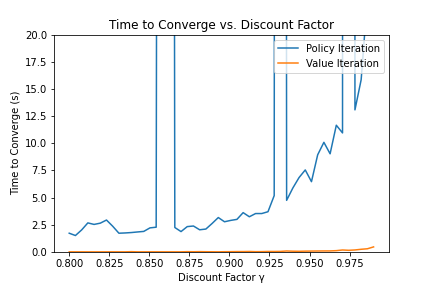 Time to Converge vs. Discount Factor
Time to Converge (s)
20.0
17.5
15.0
12.5
10.0
7.5
5.0
2.5
0.0
Policy Iteration
Value Iteration
0.800 0.825 0.850 0.875 0.900 0.925 0.950 0.975
Discount Factor γ